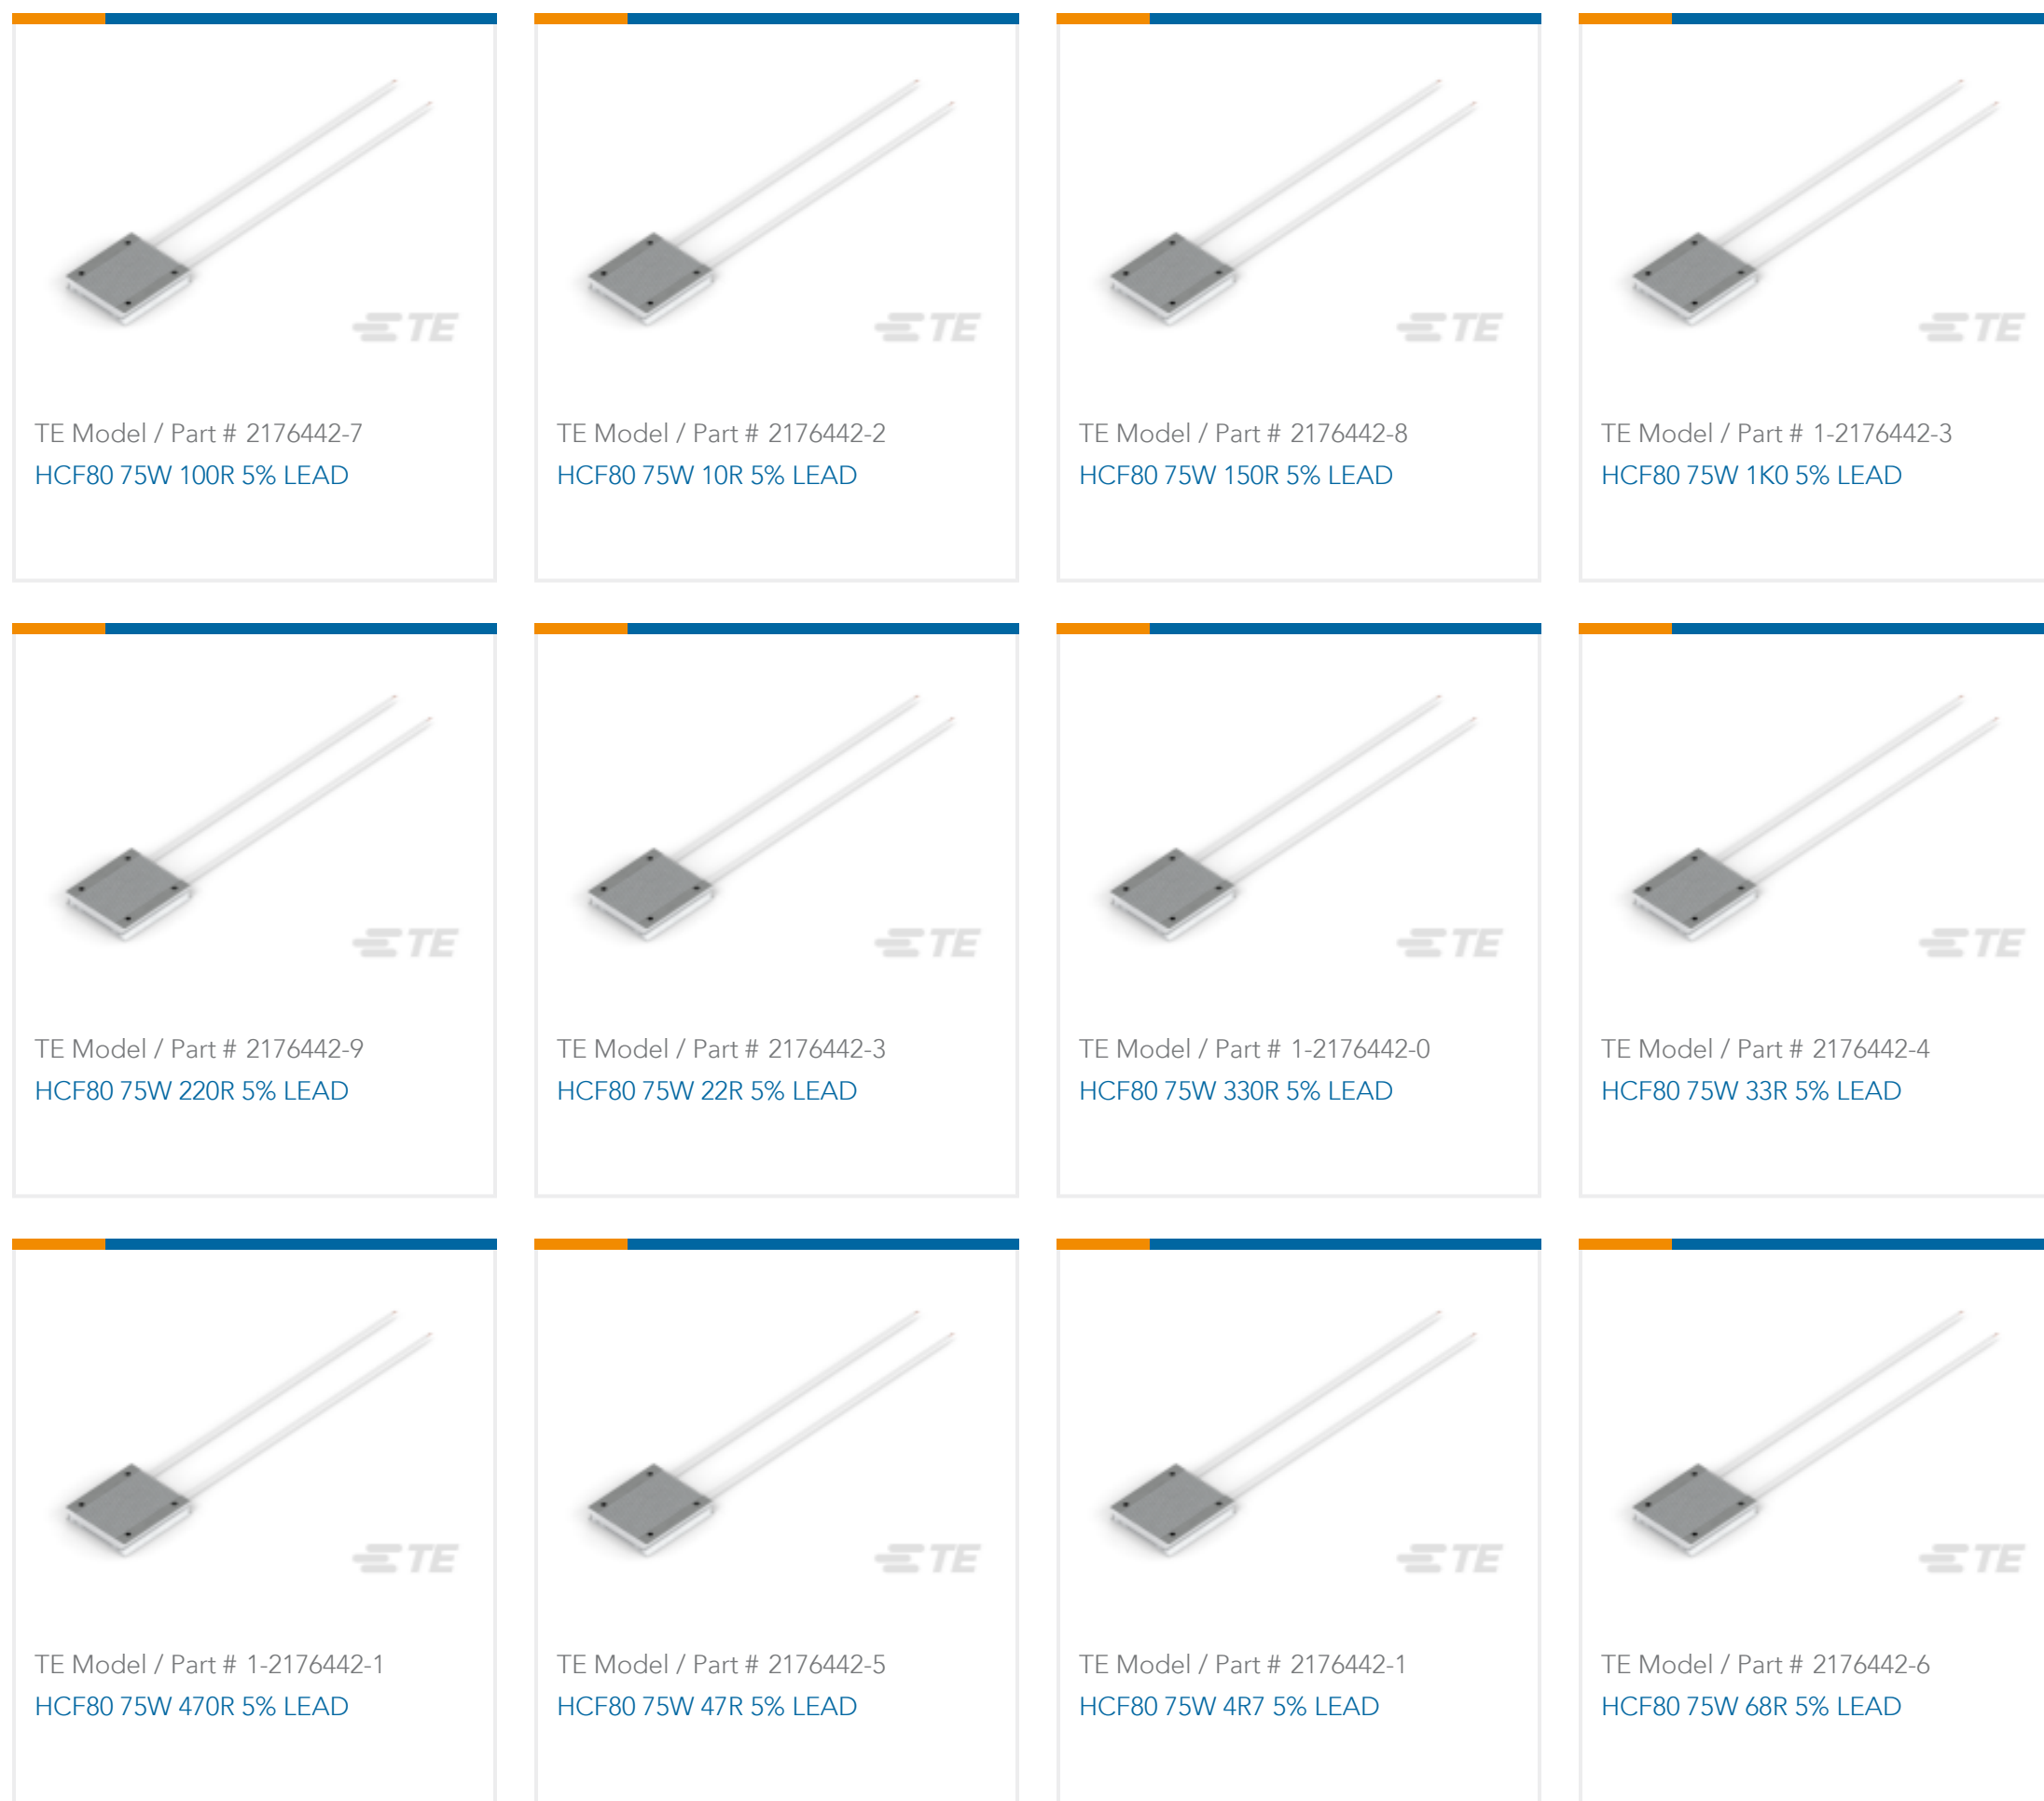 TE
TE
TE
TE
TE Model / Part # 2176442-7
HCF80 75W 100R 5% LEAD
TE Model / Part # 2176442-2
HCF80 75W 10R 5% LEAD
TE Model / Part # 2176442-8
HCF80 75W 150R 5% LEAD
TE Model / Part # 1-2176442-3
HCF80 75W 1K0 5% LEAD
TE
TE
TE
TE
TE Model / Part # 2176442-9
HCF80 75W 220R 5% LEAD
TE Model / Part # 2176442-3
HCF80 75W 22R 5% LEAD
TE Model / Part # 1-2176442-0
HCF80 75W 330R 5% LEAD
TE Model / Part # 2176442-4
HCF80 75W 33R 5% LEAD
TE
TE
TE
TE
TE Model / Part # 1-2176442-1
HCF80 75W 470R 5% LEAD
TE Model / Part # 2176442-5
HCF80 75W 47R 5% LEAD
TE Model / Part # 2176442-1
HCF80 75W 4R7 5% LEAD
TE Model / Part # 2176442-6
HCF80 75W 68R 5% LEAD